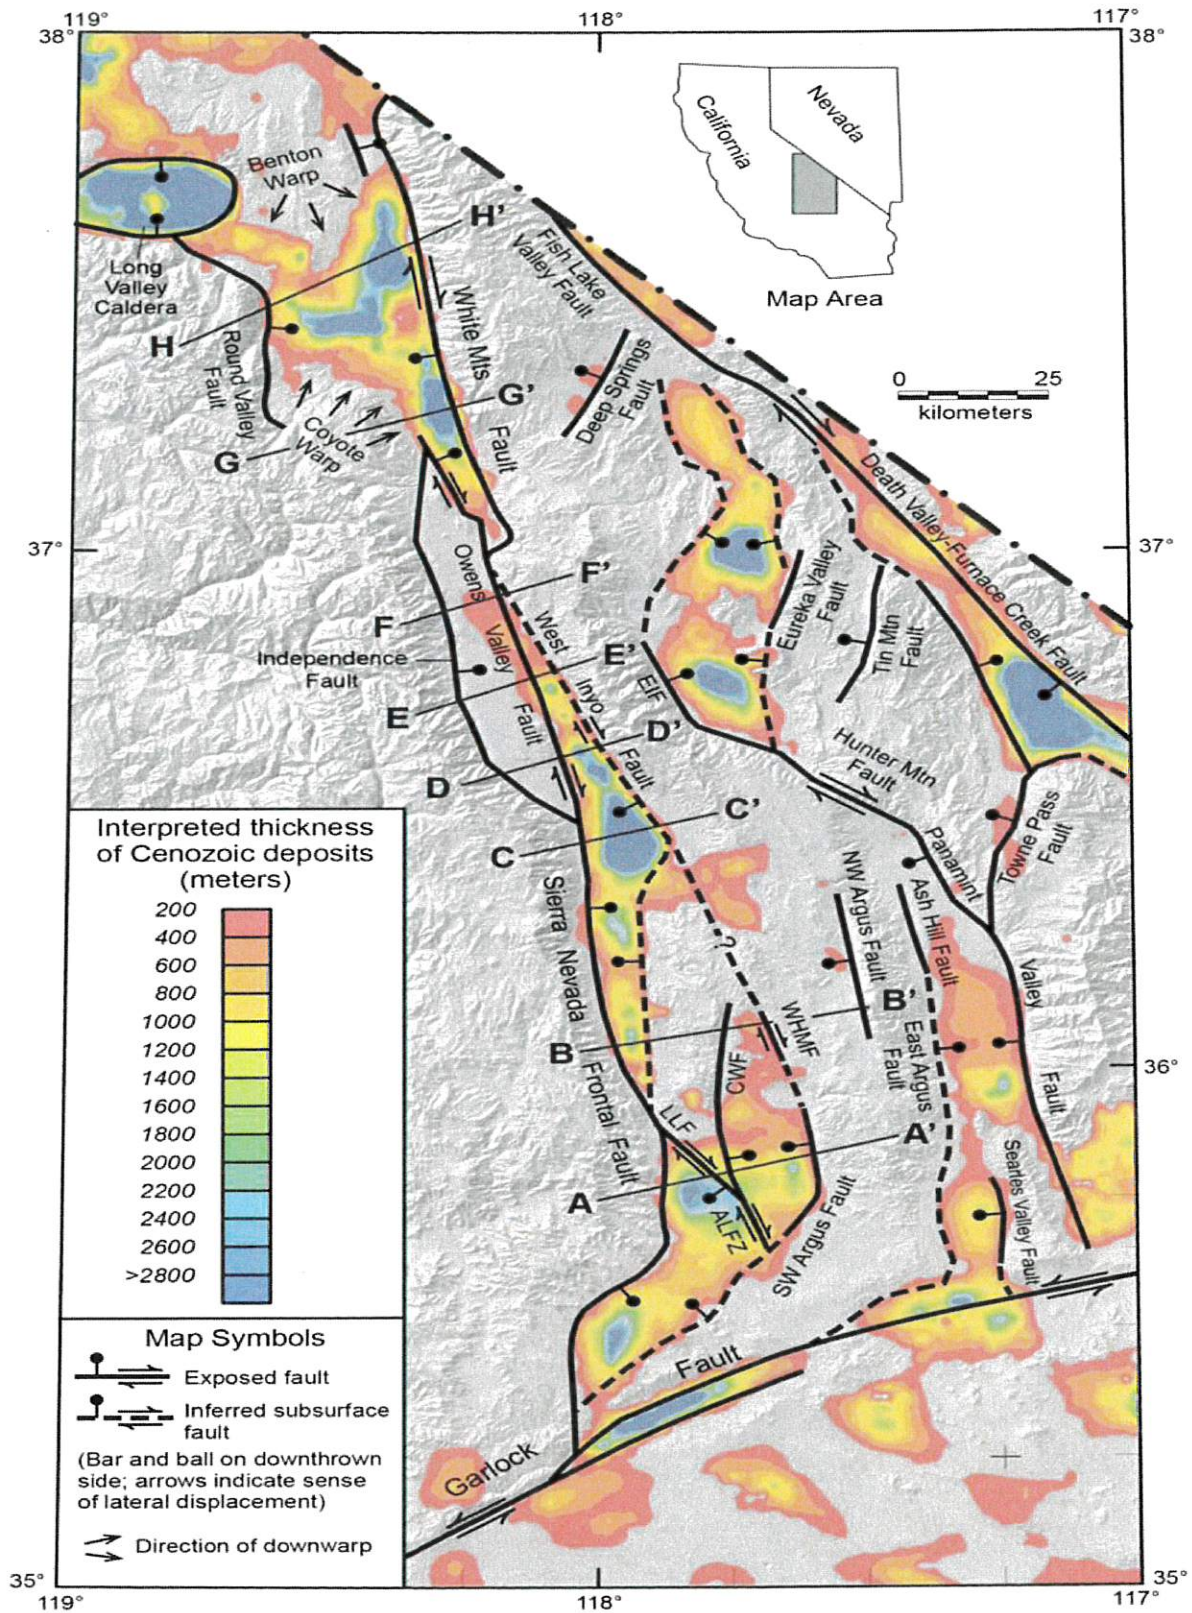 119°
118°
117°
38°
38°
California
Nevada
Map Area
Benton
Warp
H'
Fish Lake
Valley Fault
Long
Valley
Caldera
White Mts
Fault
H
Round Valley
Fault
Deep Springs
Fault
0 25
kilometers
G'
Coyote
Warp
G
Death Valley-Furnace Creek Fault
37°
37°
Owens
Valley
Fault
F'
West
Inyo
Fault
F
Eureka Valley
Fault
Tin Mtn
Fault
Independence
Fault
E'
EIF
E
D'
Hunter Mtn
Fault
D
C'
Towne Pass
Fault
Panamint
Valley
Fault
C
NW Argus Fault
Ash Hill Fault
Sierra Nevada
Frontal Fault
?
B'
WHMF
B
CWF
East Argus
Fault
36°
LLF
A'
Searles Valley Fault
A
ALFZ
SW Argus Fault
Garlock
Fault
Interpreted thickness
of Cenozoic deposits
(meters)
200
400
600
800
1000
1200
1400
1600
1800
2000
2200
2400
2600
>2800
Map Symbols
Exposed fault
Inferred subsurface
fault
(Bar and ball on downthrown
side; arrows indicate sense
of lateral displacement)
Direction of downwarp
35°
35°
119°
118°
117°